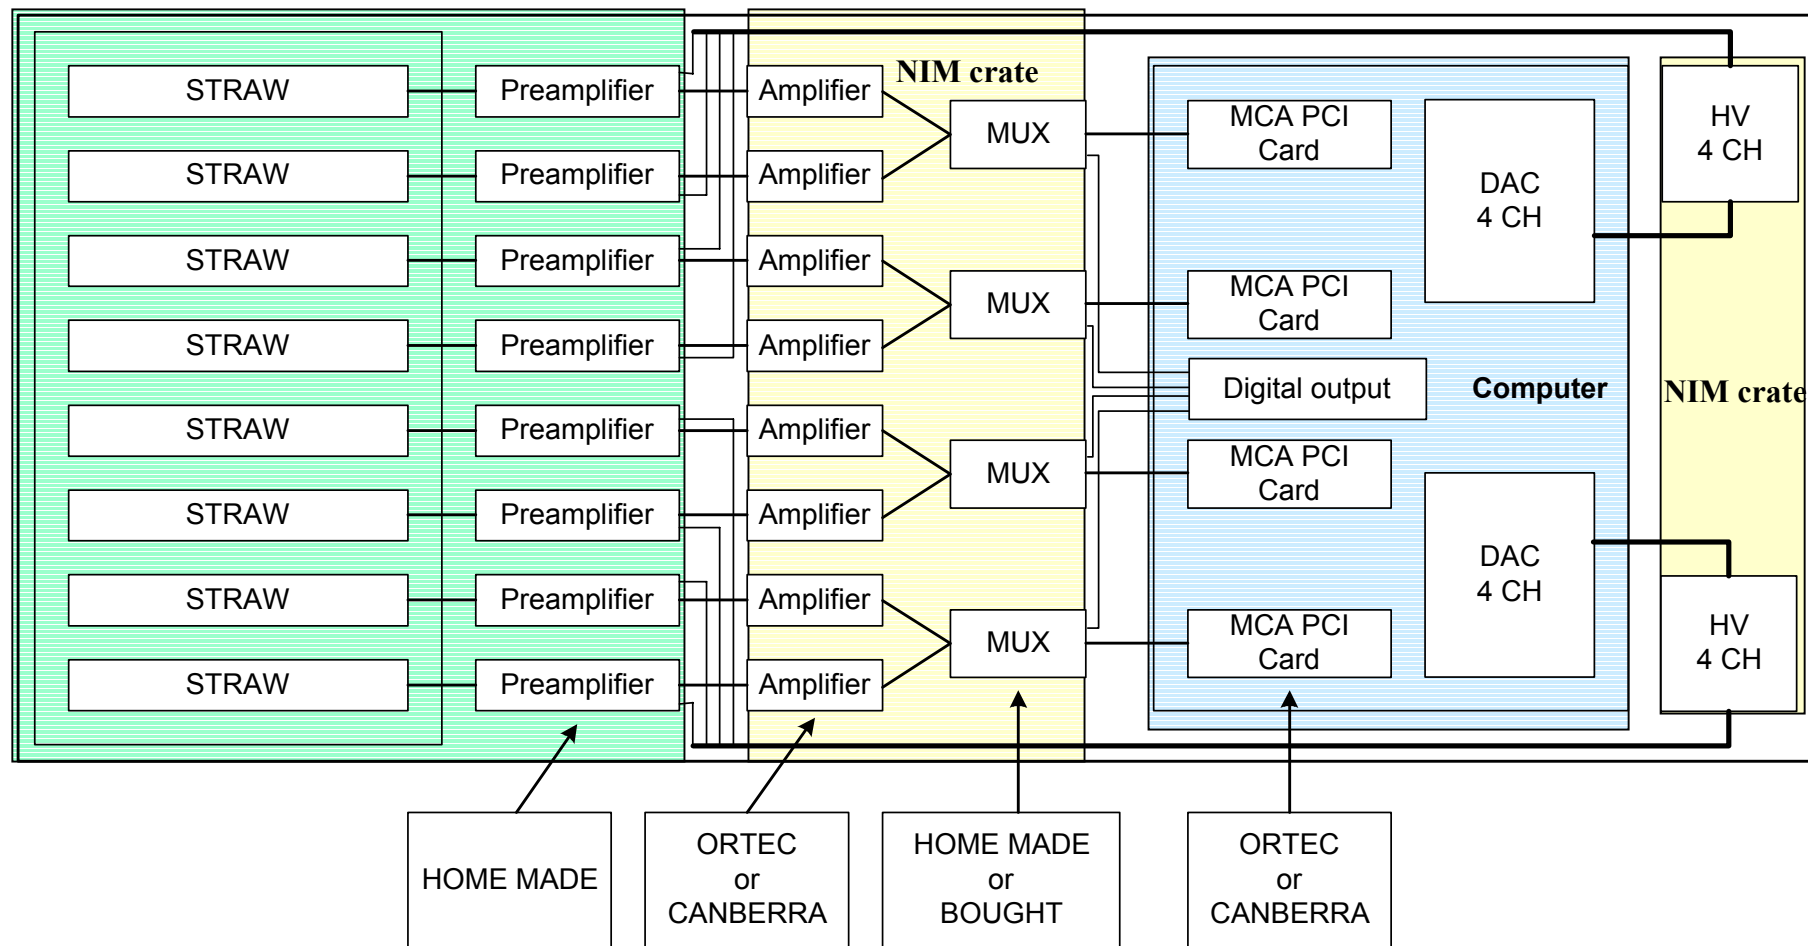 NIM crate
STRAW
Preamplifier
Amplifier
STRAW
Preamplifier
Amplifier
MUX
MCA PCI
Card
DAC
4 CH
HV
4 CH
STRAW
Preamplifier
Amplifier
STRAW
Preamplifier
Amplifier
MUX
MCA PCI
Card
Digital output
Computer
NIM crate
STRAW
Preamplifier
Amplifier
STRAW
Preamplifier
Amplifier
MUX
MCA PCI
Card
DAC
4 CH
STRAW
Preamplifier
Amplifier
STRAW
Preamplifier
Amplifier
MUX
MCA PCI
Card
HV
4 CH
HOME MADE
ORTEC
or
CANBERRA
HOME MADE
or
BOUGHT
ORTEC
or
CANBERRA